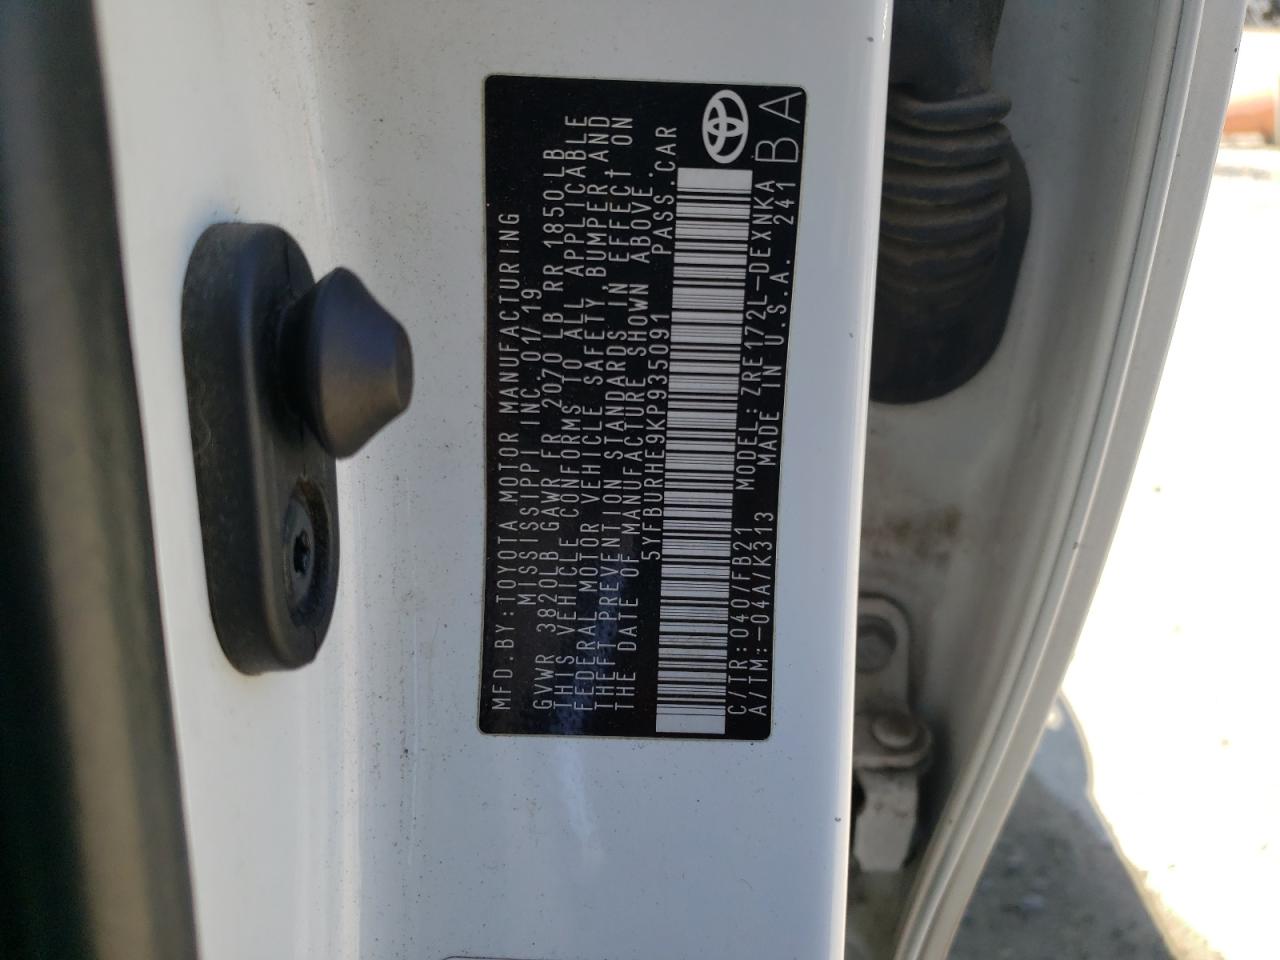 MFD.BY:TOYOTA MOTOR MANUFACTURING
MISSISSIPPI INC. 01/19
GVWR 3820LB GAWR FR 2070 LB RR 1850 LB
THIS VEHICLE CONFORMS TO ALL APPLICABLE
FEDERAL MOTOR VEHICLE SAFETY,BUMPER,AND
THEFT PREVENTION STANDARDS IN EFFECT ON
THE DATE OF MANUFACTURE SHOWN ABOVE.
5YFBURHE9KP935091 PASS.CAR
C/TR:040/FB21 MODEL:ZRE172L-DEXNKA
A/TM:-04A/K313 MADE IN U.S.A. 241
BA